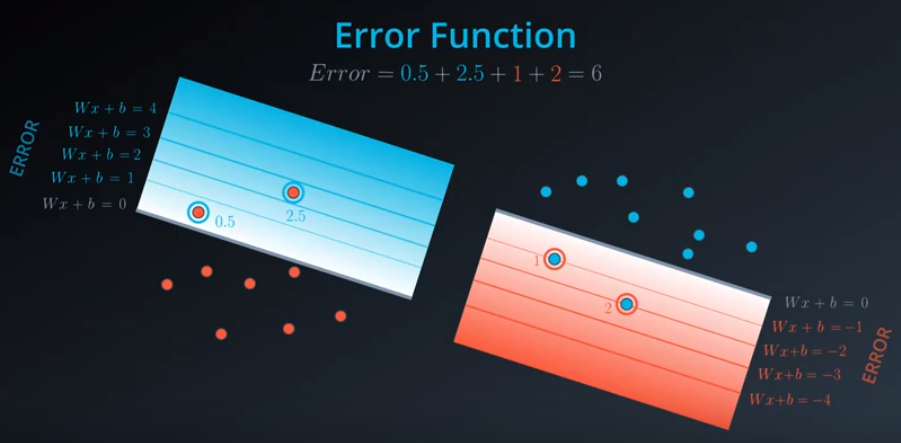 Error Function
Error = 0.5 + 2.5 + 1 + 2 = 6
ERROR
Wx + b = 4
Wx + b = 3
Wx + b = 2
Wx + b = 1
Wx + b = 0
0.5
2.5
1
2
Wx + b = 0
Wx + b = −1
Wx+b = −2
Wx+b = −3
Wx+b = −4
ERROR